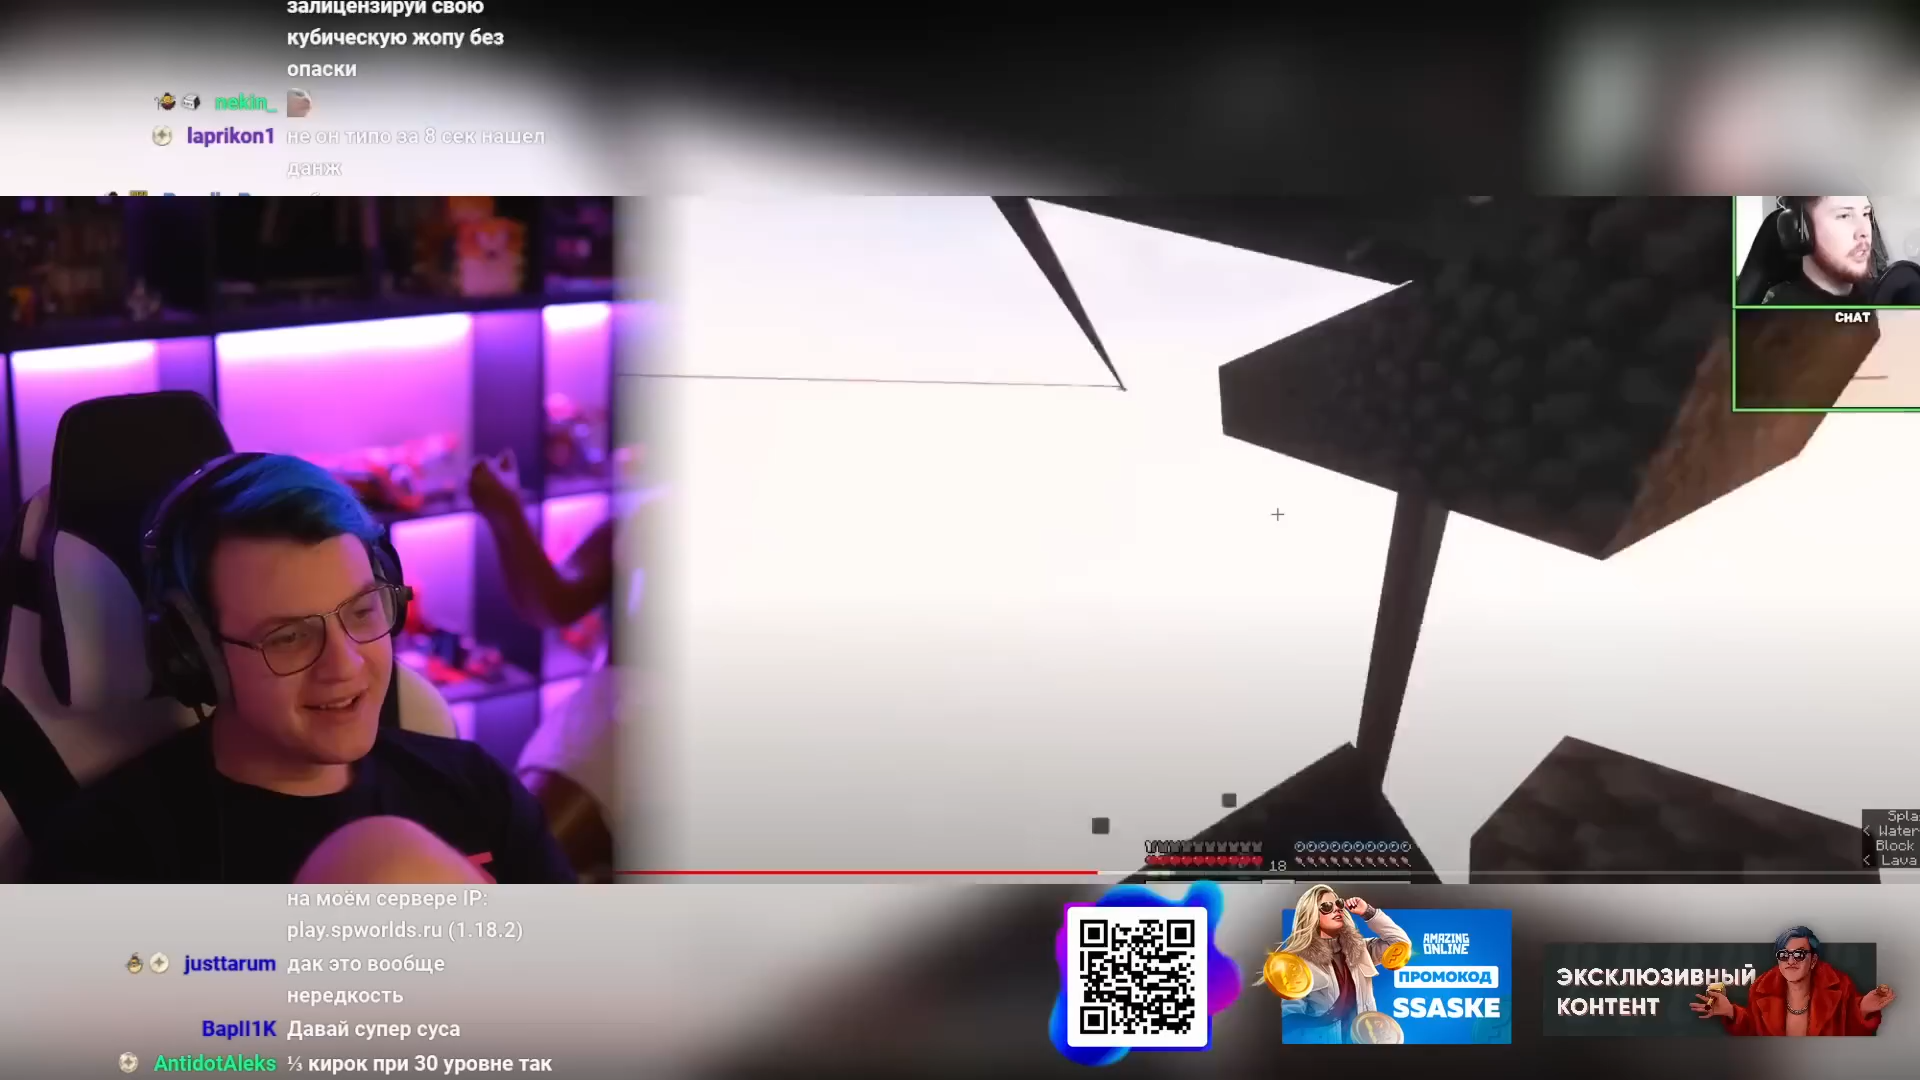 залицензируй свою
кубическую жопу без
опаски
nekin_
laprikon1 не он типо за 8 сек нашел
данж
CHAT
18
Water
Block
Lava
на моём сервере IP:
play.spworlds.ru (1.18.2)
justtarum дак это вообще
нередкость
BapII1K Давай супер суса
AntidotAleks ⅓ кирок при 30 уровне так
AMAZING
ONLINE
ПРОМОКОД
SSASKE
ЭКСКЛЮЗИВНЫЙ
КОНТЕНТ